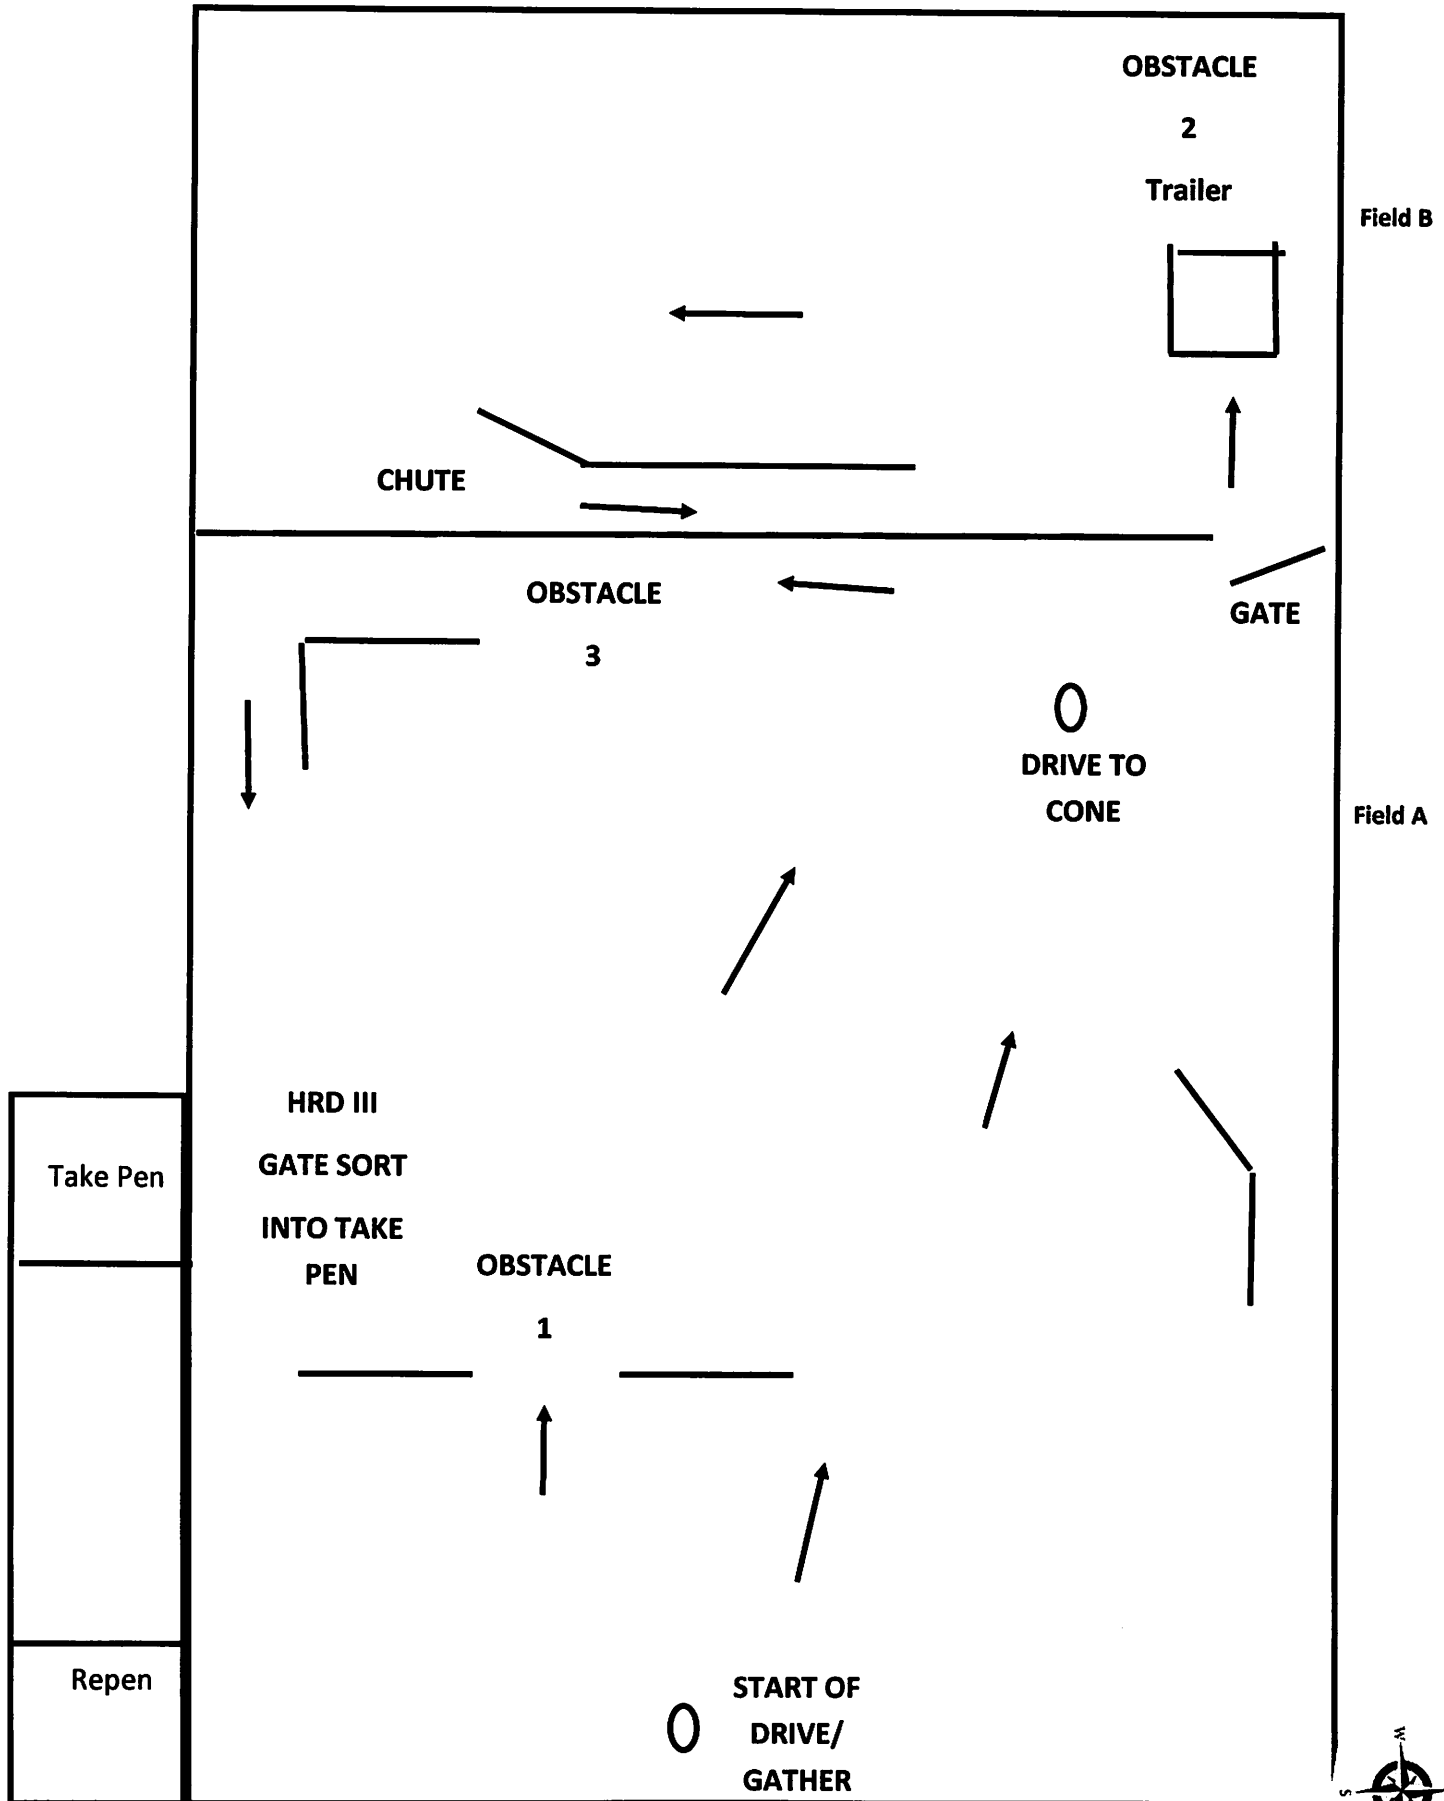 OBSTACLE
2
Trailer
Field B
CHUTE
OBSTACLE
3
GATE
DRIVE TO
CONE
Field A
HRD III
GATE SORT
INTO TAKE
PEN
Take Pen
OBSTACLE
1
Repen
START OF
DRIVE/
GATHER
W
S